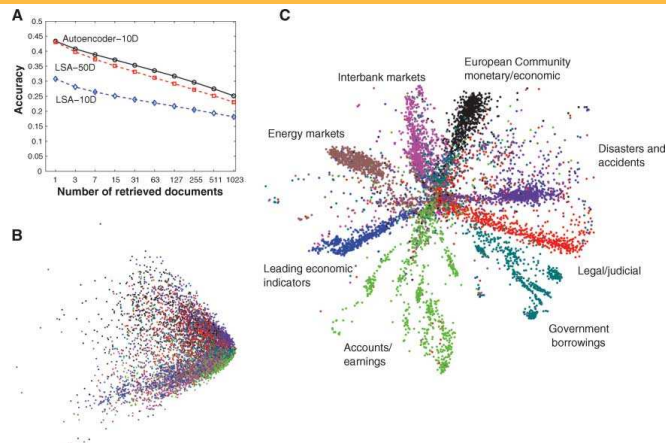 A
0.5
0.45
0.4
0.35
0.3
0.25
0.2
0.15
0.1
0.05
0
Accuracy
Autoencoder-10D
LSA-50D
LSA-10D
1 3 7 15 31 63 127 255 511 1023
Number of retrieved documents
B
C
European Community
monetary/economic
Interbank markets
Energy markets
Disasters and
accidents
Leading economic
indicators
Legal/judicial
Government
borrowings
Accounts/
earnings